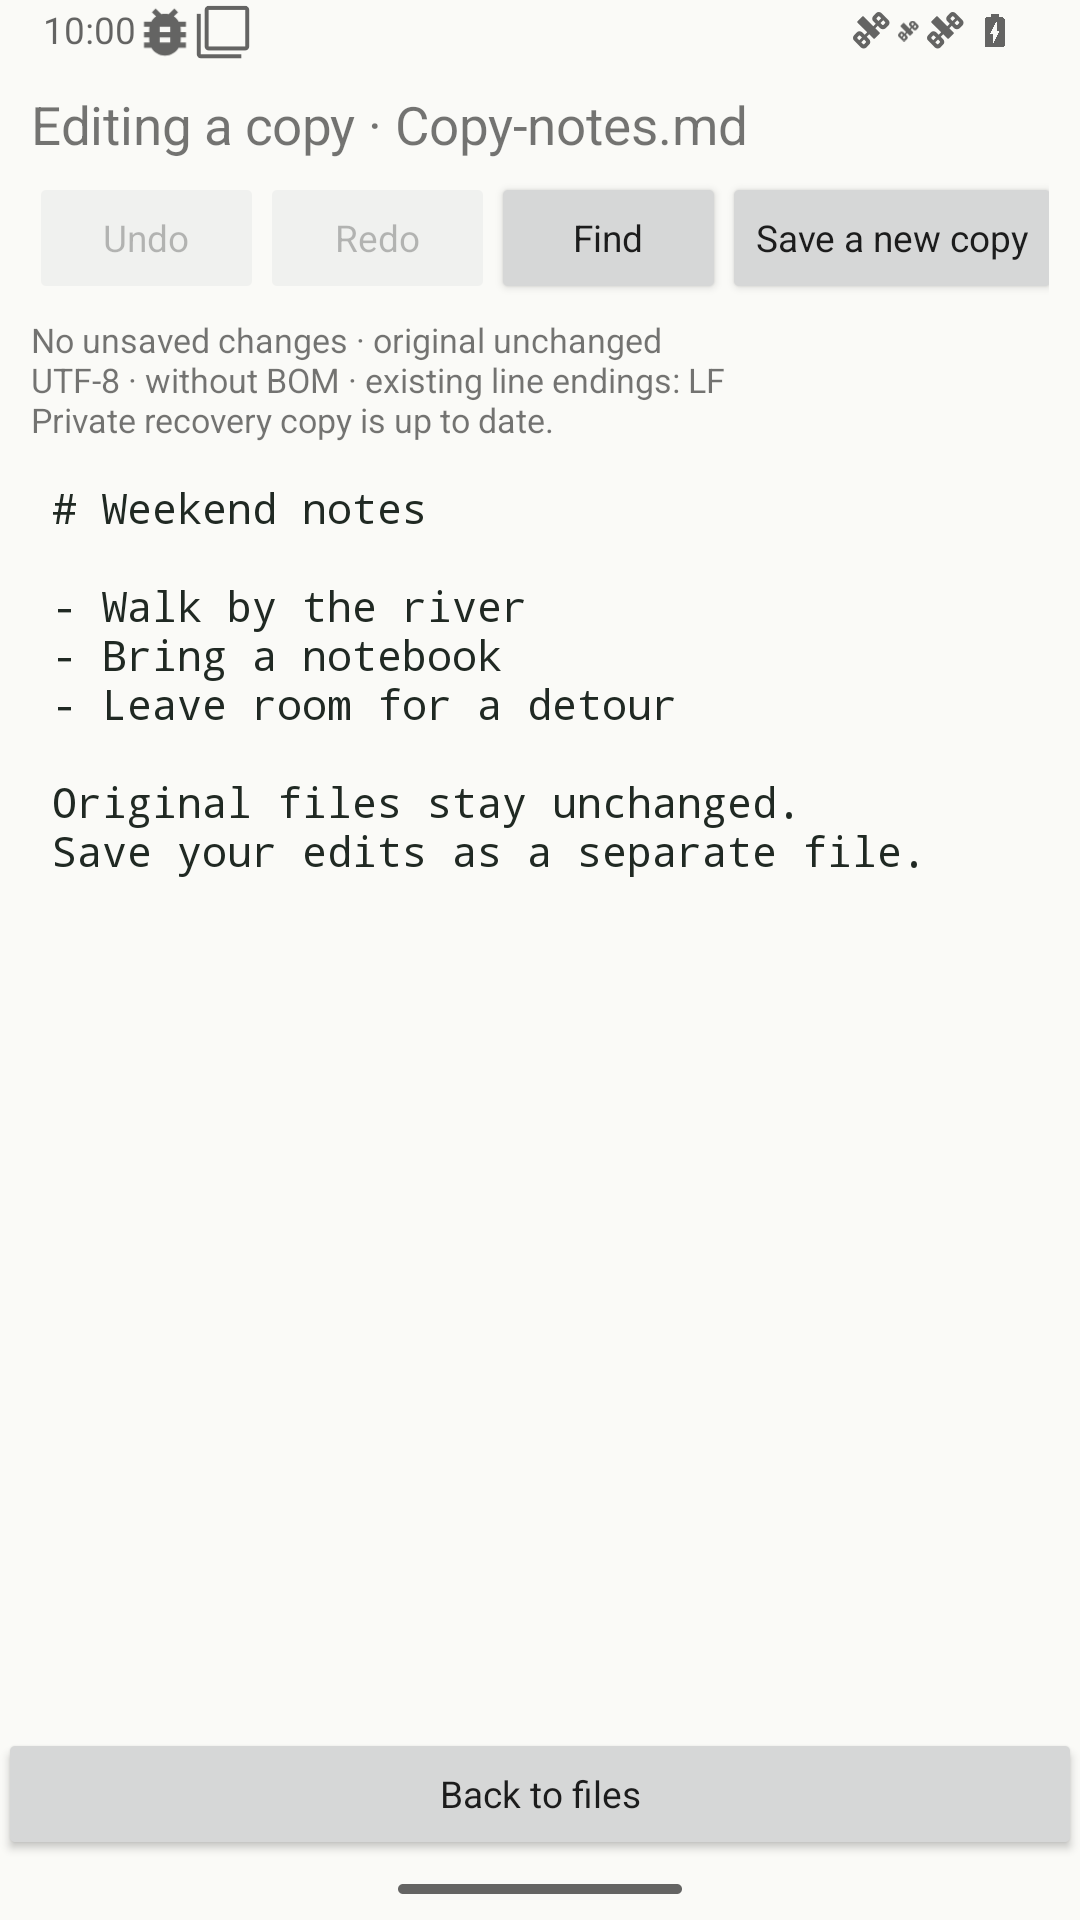 10:00
Editing a copy · Copy-notes.md
Undo Redo Find Save a new copy
No unsaved changes · original unchanged
UTF-8 · without BOM · existing line endings: LF
Private recovery copy is up to date.
# Weekend notes
- Walk by the river
- Bring a notebook
- Leave room for a detour
Original files stay unchanged.
Save your edits as a separate file.
Back to files